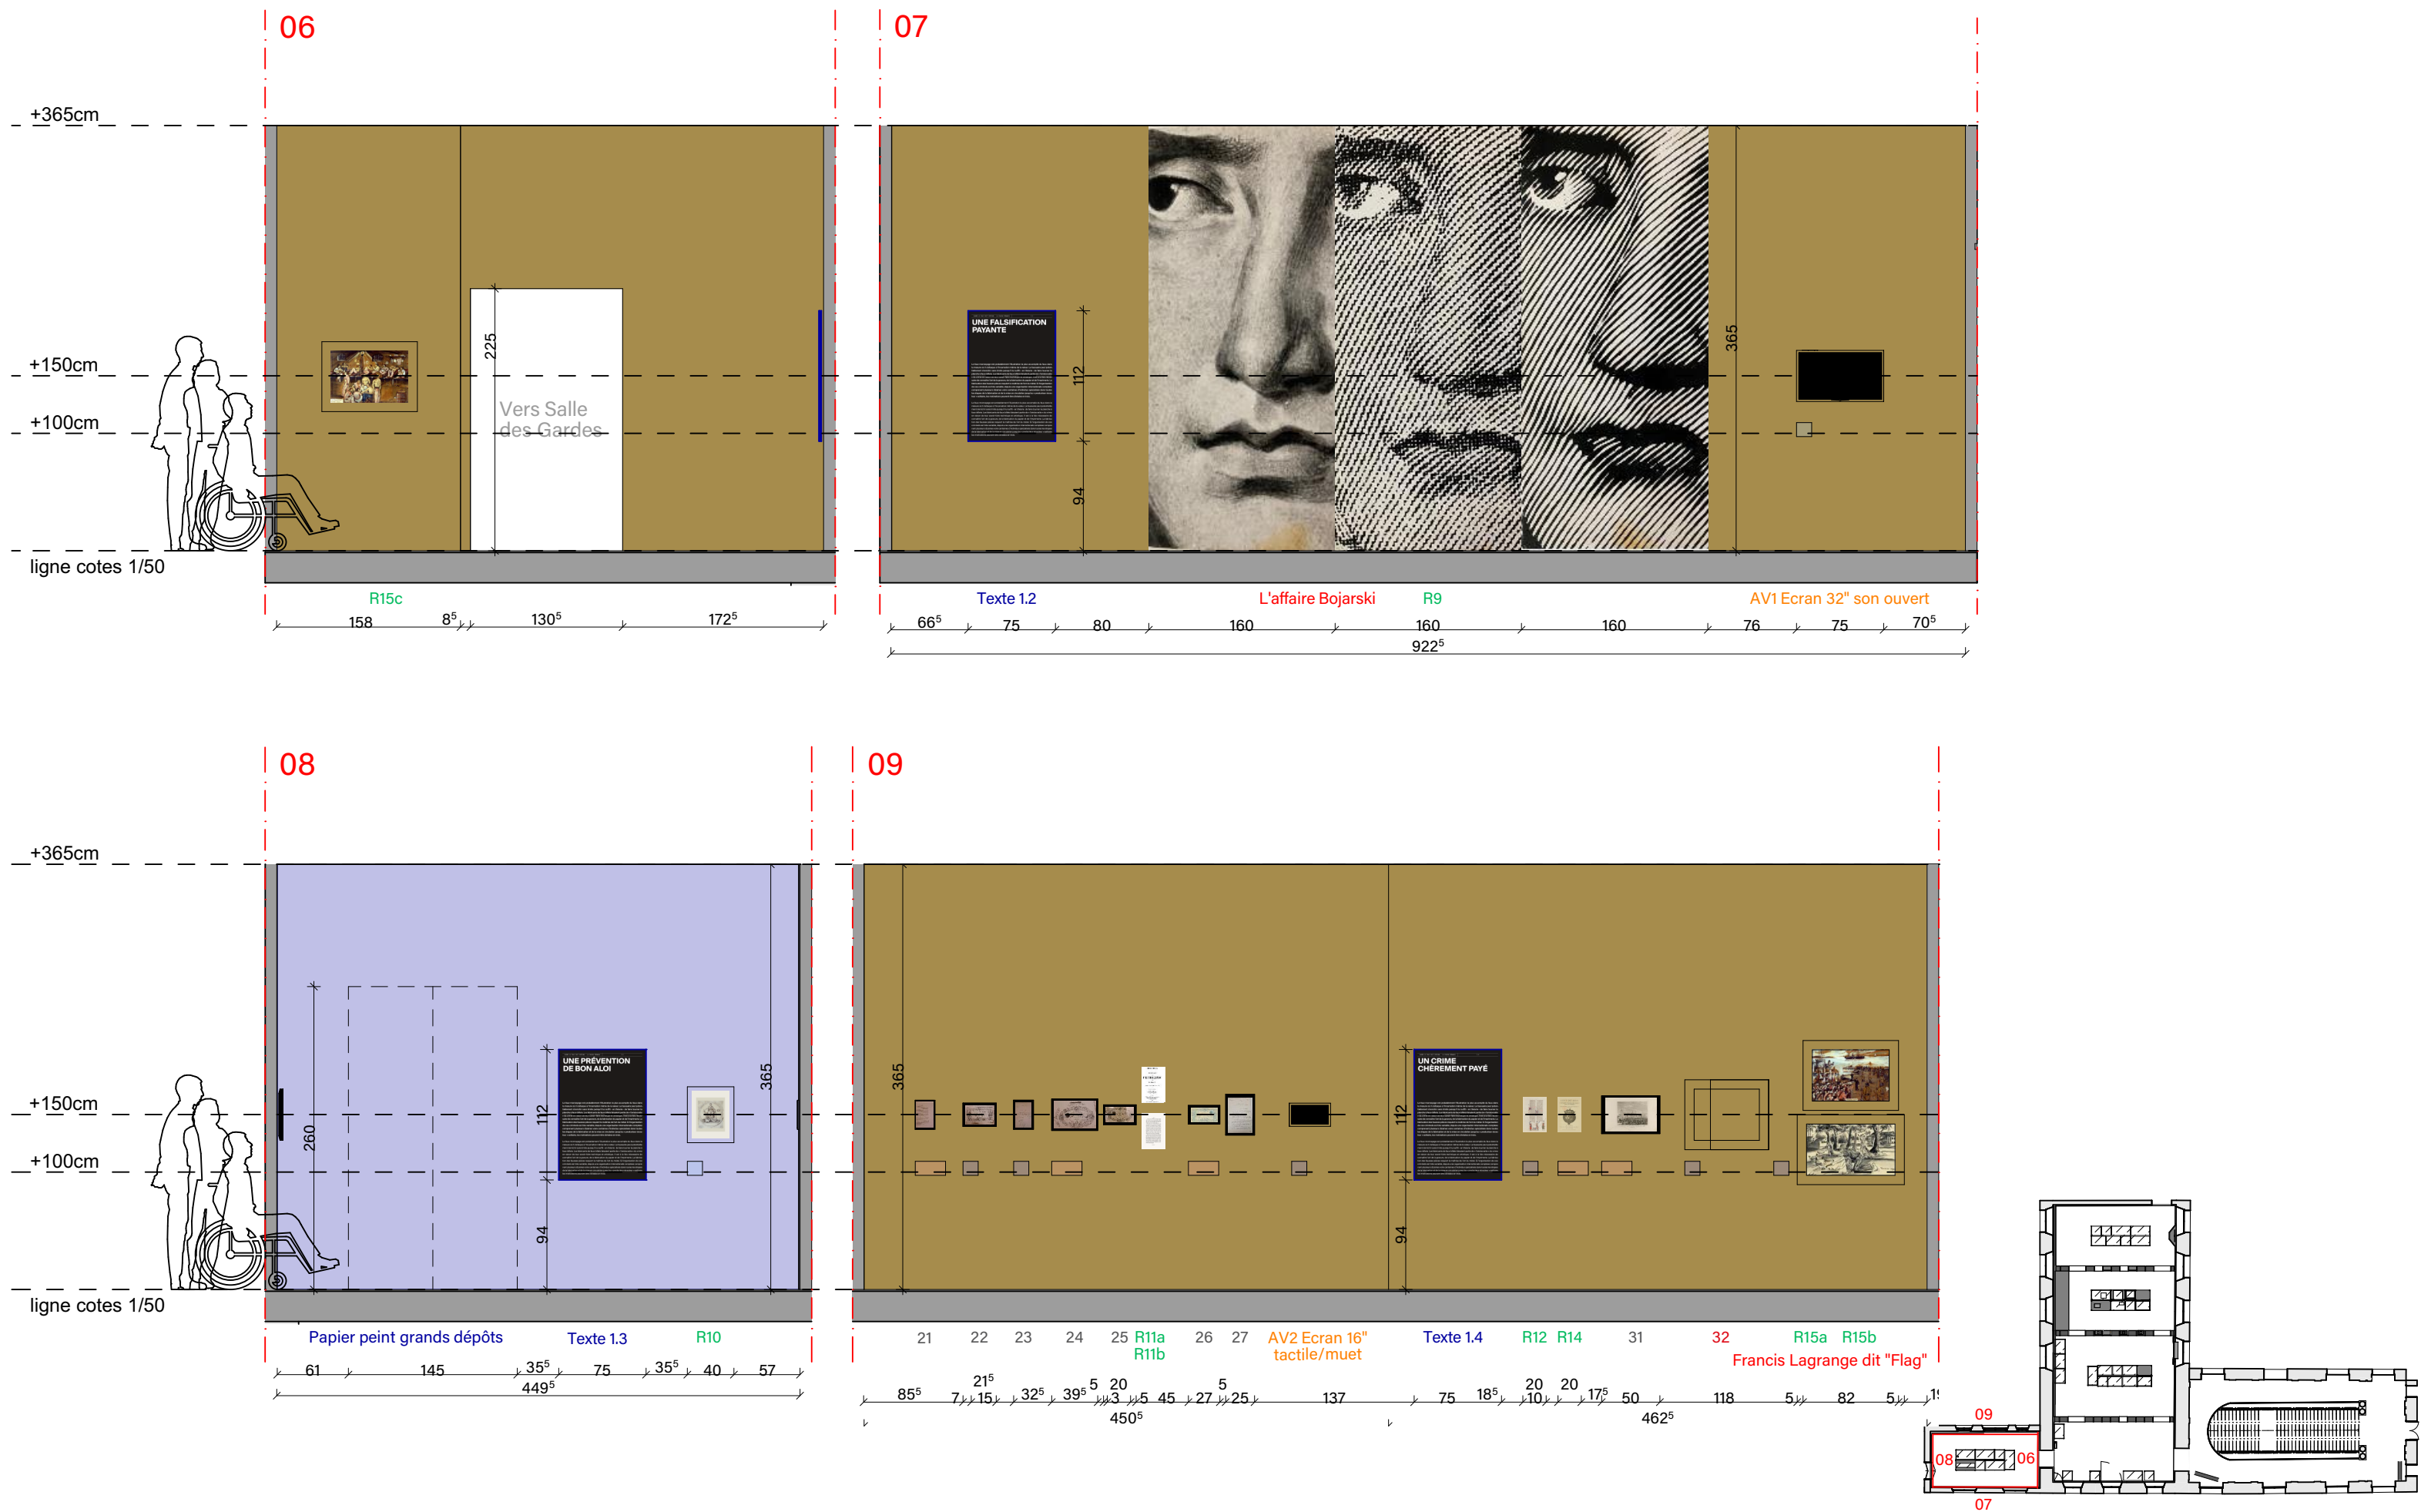 06
07
+365cm
+150cm
+100cm
ligne cotes 1/50
225
Vers Salle
des Gardes
UNE FALSIFICATION
PAYANTE
112
94
365
R15c
Texte 1.2
L'affaire Bojarski
R9
AV1 Ecran 32" son ouvert
158
8⁵
130⁵
172⁵
66⁵
75
80
160
160
160
76
75
70⁵
922⁵
08
09
+365cm
+150cm
+100cm
ligne cotes 1/50
260
UNE PRÉVENTION
DE BON ALOI
112
94
365
365
UN CRIME
CHÈREMENT PAYÉ
112
94
Papier peint grands dépôts
Texte 1.3
R10
21
22
23
24
25
R11a
R11b
26
27
AV2 Ecran 16"
tactile/muet
Texte 1.4
R12
R14
31
32
R15a
R15b
Francis Lagrange dit "Flag"
61
145
35⁵
75
35⁵
40
57
449⁵
85⁵
7
21⁵
15
32⁵
39⁵
5
20
3
5
45
27
5
25
137
75
18⁵
20
10
20
17⁵
50
118
5
82
5
450⁵
462⁵
09
08
06
07